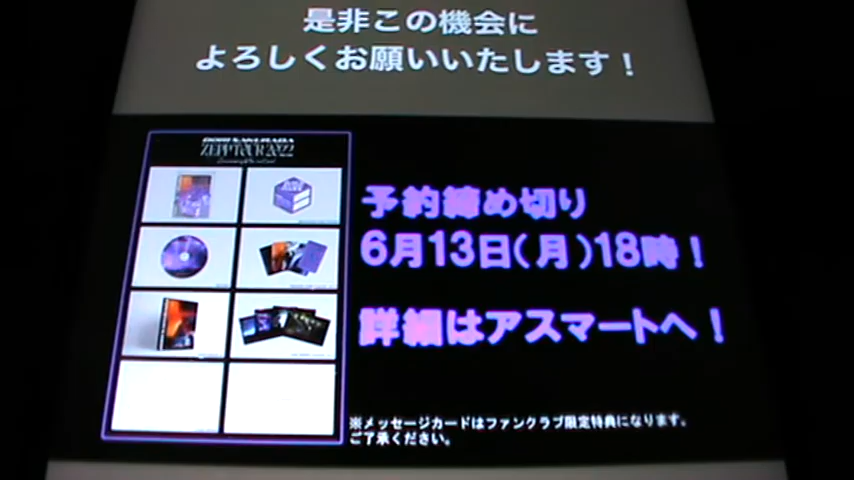 是非この機会に
よろしくお願いいたします！
ZEPP TOUR 2022
予約締め切り
6月13日(月)18時！
詳細はアスマートへ！
※メッセージカードはファンクラブ限定特典になります。
ご了承ください。